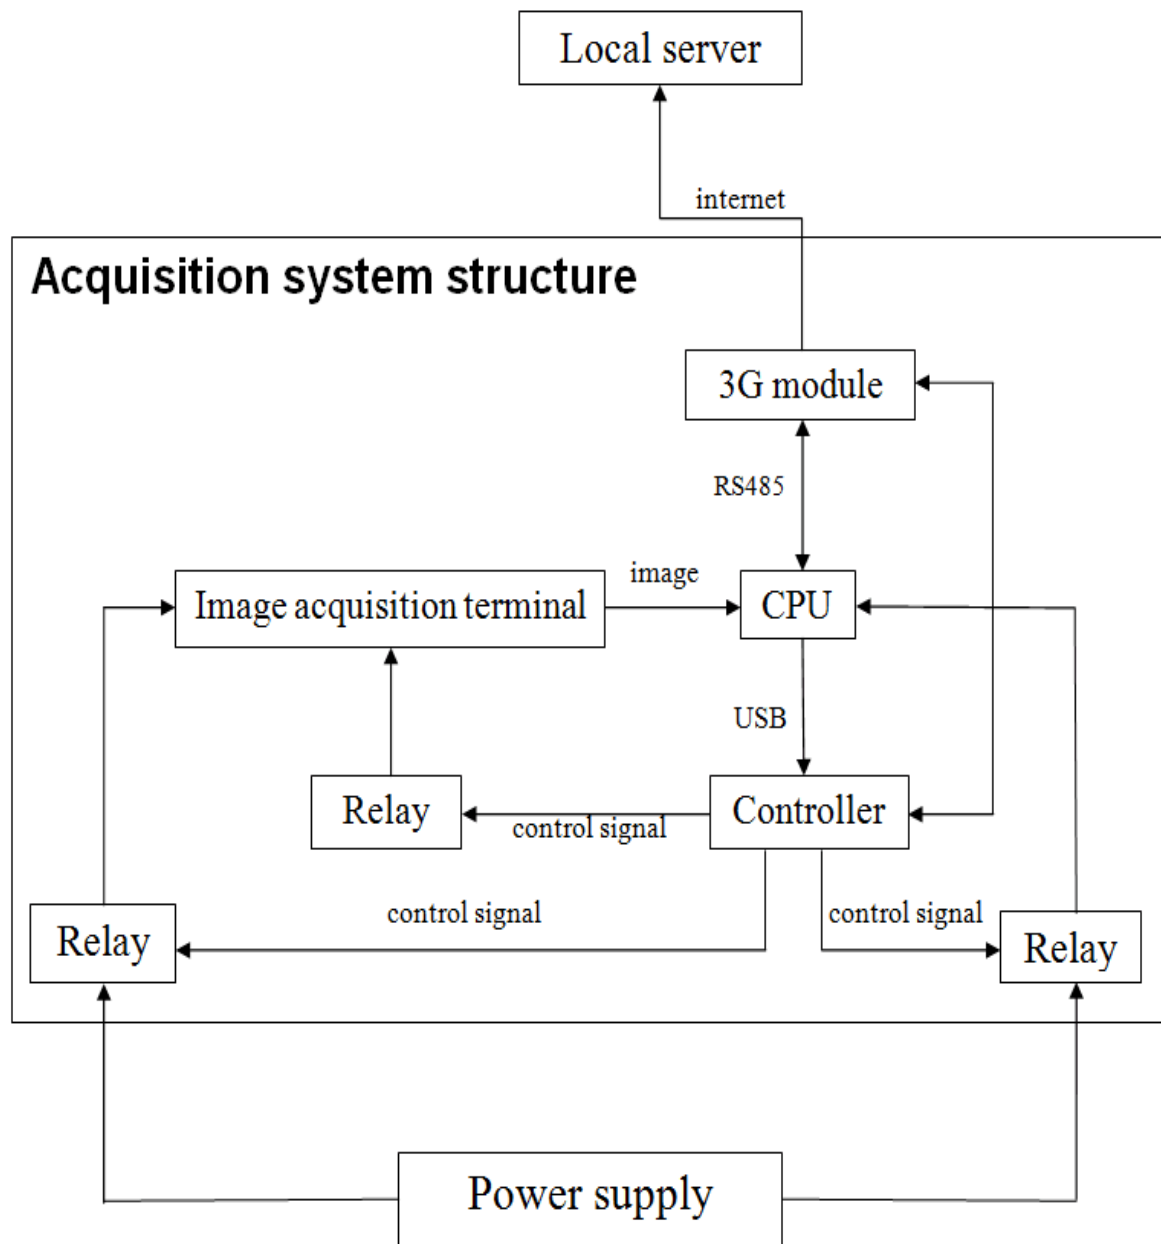 Local server
internet
Acquisition system structure
3G module
RS485
image
Image acquisition terminal
CPU
USB
Relay
control signal
Controller
control signal
control signal
Relay
Relay
Power supply